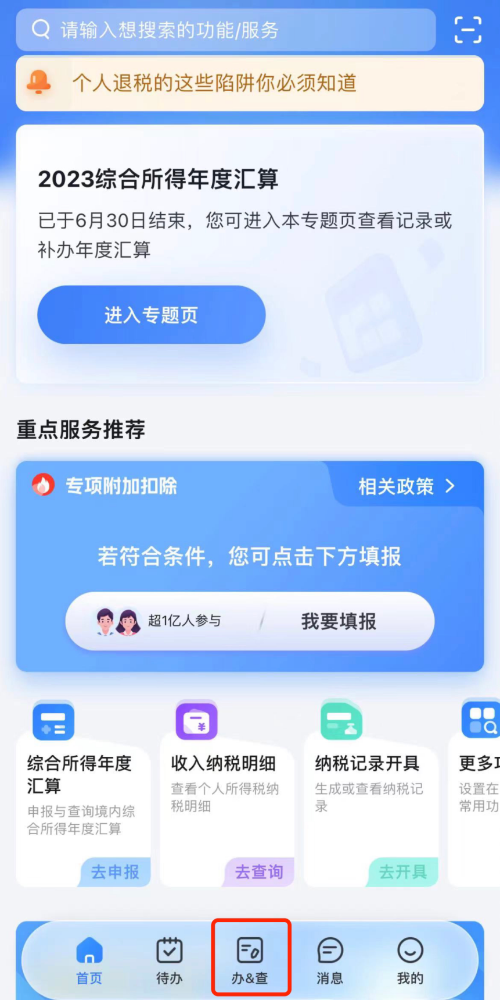 请输入想搜索的功能/服务
个人退税的这些陷阱你必须知道
2023综合所得年度汇算
已于6月30日结束，您可进入本专题页查看记录或
补办年度汇算
进入专题页
重点服务推荐
专项附加扣除
相关政策
若符合条件，您可点击下方填报
超1亿人参与
我要填报
综合所得年度
汇算
申报与查询境内综
合所得年度汇算
去申报
收入纳税明细
查看个人所得税纳
税明细
去查询
纳税记录开具
生成或查看纳税记
录
去开具
更多
设置在
常用功
首页
待办
办&查
消息
我的